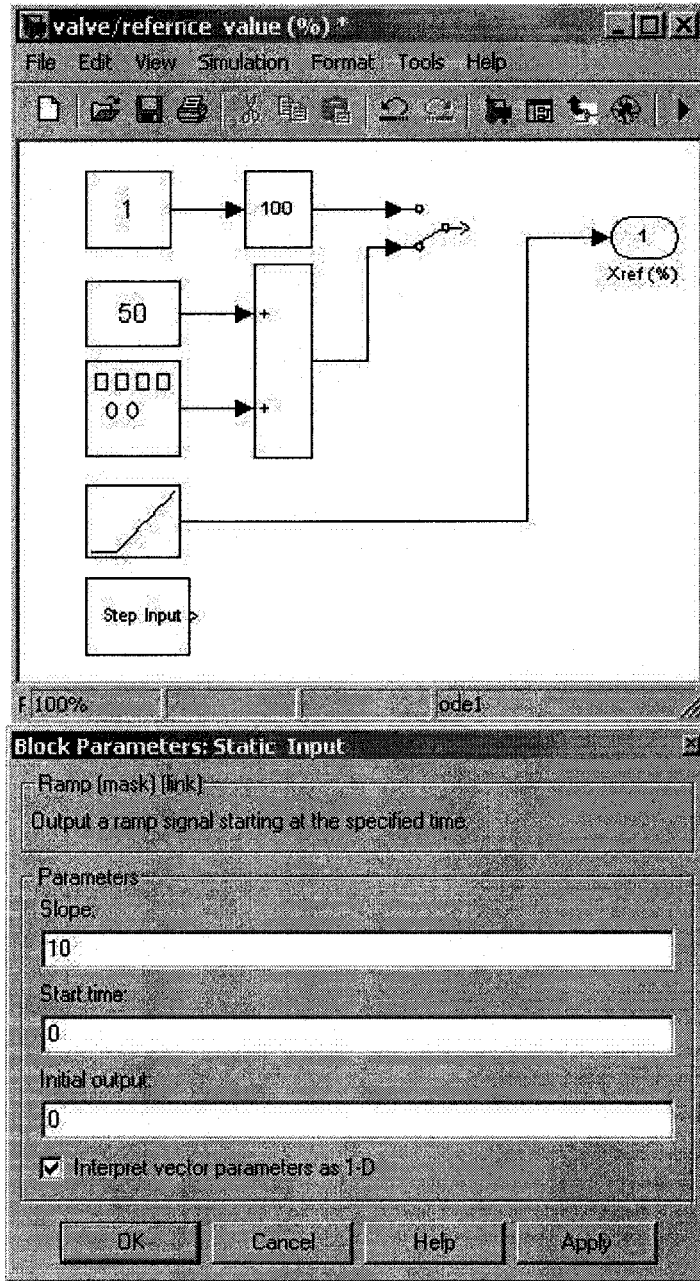 valve/refernce value (%) *
File Edit View Simulation Format Tools Help
1
100
50
+
+
1
Xref (%)
Step Input
100%
ode1
Block Parameters: Static Input
Ramp (mask) (link)
Output a ramp signal starting at the specified time.
Parameters
Slope:
10
Start time:
0
Initial output:
0
Interpret vector parameters as 1-D
OK Cancel Help Apply